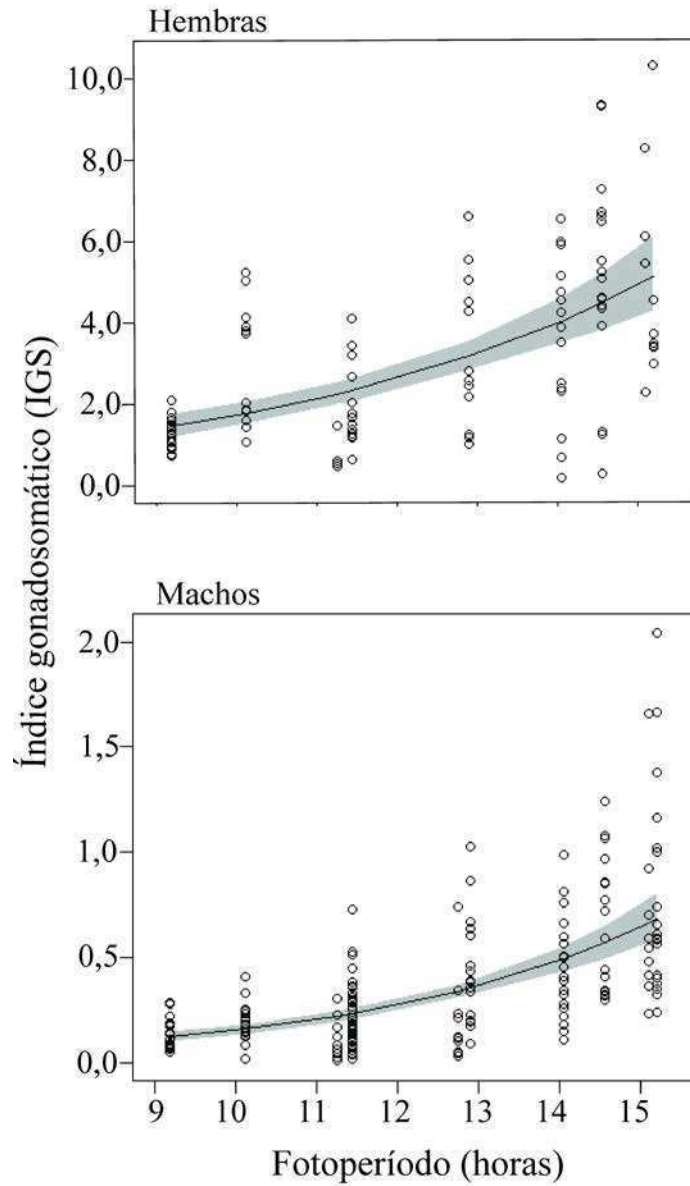 Hembras
10,0
8,0
6,0
4,0
2,0
0,0
Índice gonadosomático (IGS)
Machos
2,0
1,5
1,0
0,5
0,0
9 10 11 12 13 14 15
Fotoperíodo (horas)